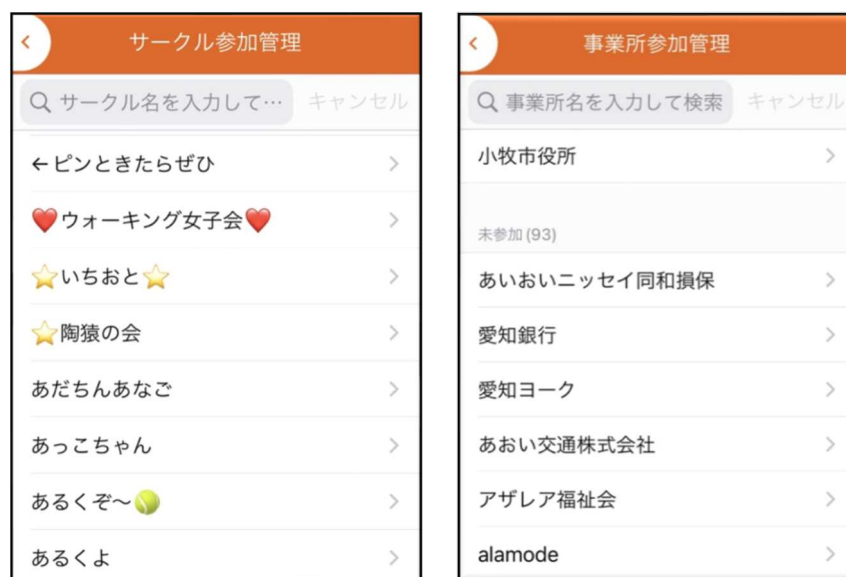 サークル参加管理
サークル名を入力して… キャンセル
←ピンときたらぜひ
❤️ウォーキング女子会❤️
⭐いちおと⭐
⭐陶猿の会
あだちんあなご
あっこちゃん
あるくぞ〜🎾
あるくよ
事業所参加管理
事業所名を入力して検索 キャンセル
小牧市役所
未参加(93)
あいおいニッセイ同和損保
愛知銀行
愛知ヨーク
あおい交通株式会社
アザレア福祉会
alamode